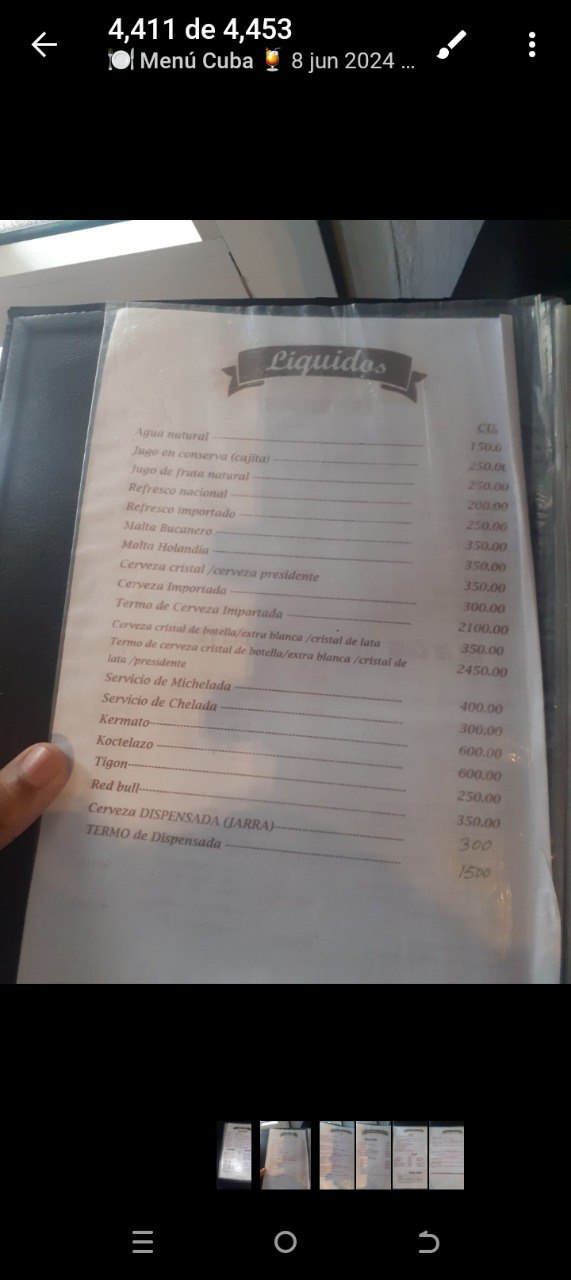 4,411 de 4,453
Menú Cuba 8 jun 2024 ...
Liquidos
Agua natural 150.
Jugo en conserva (cajita) 250.0
Jugo de fruta natural 250.00
Refresco nacional 200.00
Refresco importado 250.00
Malta Bucanero 350.00
Malta Holandia 350.00
Cerveza cristal /cerveza presidente 350.00
Cerveza Importada 300.00
Termo de Cerveza Importada 2100.00
Cerveza cristal de botella/extra blanca /cristal de lata 350.00
Termo de cerveza cristal de botella/extra blanca /cristal de 2450.00
lata /presidente
Servicio de Michelada 400.00
Servicio de Chelada 300.00
Kermato 600.00
Koctelazo 600.00
Tigon 250.00
Red bull 350.00
Cerveza DISPENSADA (JARRA) 300
TERMO de Dispensada 1500